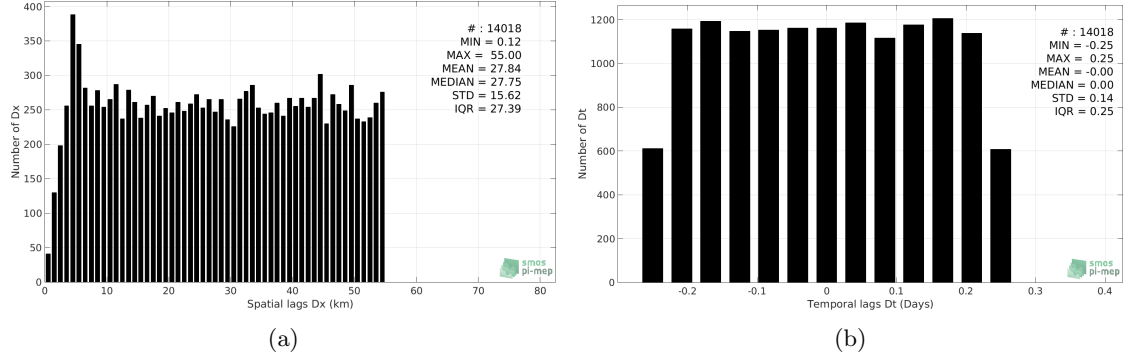 400
350
300
250
200
150
100
50
0
Number of Dx
# : 14018
MIN = 0.12
MAX =  55.00
MEAN = 27.84
MEDIAN = 27.75
STD = 15.62
IQR = 27.39
smos
pi-mep
0 10 20 30 40 50 60 70 80
Spatial lags Dx (km)
(a)
1200
1000
800
600
400
200
0
Number of Dt
# : 14018
MIN = -0.25
MAX =  0.25
MEAN = -0.00
MEDIAN = 0.00
STD = 0.14
IQR = 0.25
smos
pi-mep
-0.2 -0.1 0 0.1 0.2 0.3 0.4
Temporal lags Dt (Days)
(b)